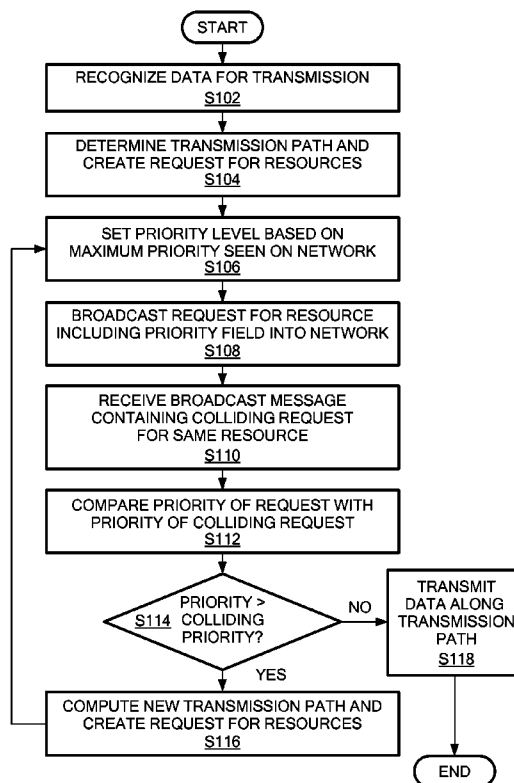 START
RECOGNIZE DATA FOR TRANSMISSION
S102
DETERMINE TRANSMISSION PATH AND
CREATE REQUEST FOR RESOURCES
S104
SET PRIORITY LEVEL BASED ON
MAXIMUM PRIORITY SEEN ON NETWORK
S106
BROADCAST REQUEST FOR RESOURCE
INCLUDING PRIORITY FIELD INTO NETWORK
S108
RECEIVE BROADCAST MESSAGE
CONTAINING COLLIDING REQUEST
FOR SAME RESOURCE
S110
COMPARE PRIORITY OF REQUEST WITH
PRIORITY OF COLLIDING REQUEST
S112
S114
PRIORITY >
COLLIDING
PRIORITY?
NO
TRANSMIT
DATA ALONG
TRANSMISSION
PATH
S118
YES
COMPUTE NEW TRANSMISSION PATH AND
CREATE REQUEST FOR RESOURCES
S116
END